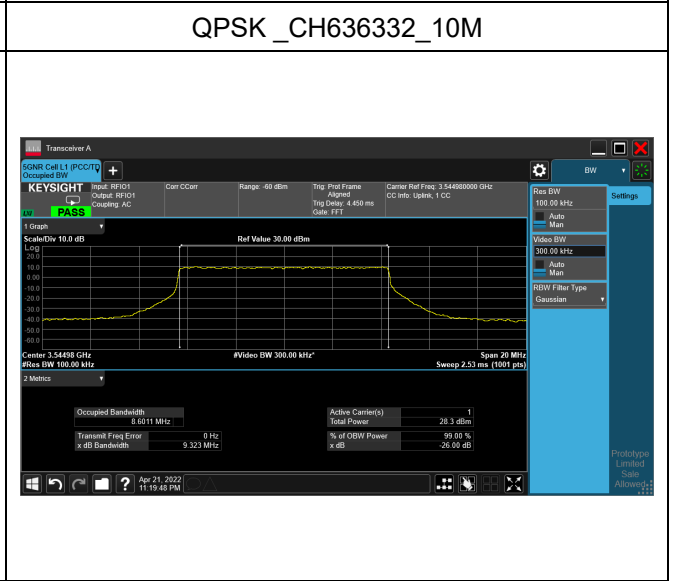 QPSK _CH636332_10M
Transceiver A
5GNR Cell L1 (PCC/TD
Occupied BW
+
BW
KEYSIGHT
Input: RFIO1
Output: RFIO1
Coupling: AC
Corr CCorr
Range: -60 dBm
Trig: Prot Frame
Aligned
Trig Delay: 4.450 ms
Gate: FFT
Carrier Ref Freq: 3.544980000 GHz
CC Info: Uplink, 1 CC
PASS
Res BW
100.00 kHz
Auto
Man
Settings
Video BW
300.00 kHz
Auto
Man
RBW Filter Type
Gaussian
1 Graph
Scale/Div 10.0 dB
Ref Value 30.00 dBm
Log
20.0
10.0
0.00
-10.0
-20.0
-30.0
-40.0
-50.0
-60.0
Center 3.54498 GHz
#Video BW 300.00 kHz*
Span 20 MHz
#Res BW 100.00 kHz
Sweep 2.53 ms (1001 pts)
2 Metrics
Occupied Bandwidth
8.6011 MHz
Active Carrier(s) 1
Total Power 28.3 dBm
Transmit Freq Error 0 Hz
x dB Bandwidth 9.323 MHz
% of OBW Power 99.00 %
x dB -26.00 dB
Prototype
Limited
Sale
Allowed
?
Apr 21, 2022
11:19:48 PM